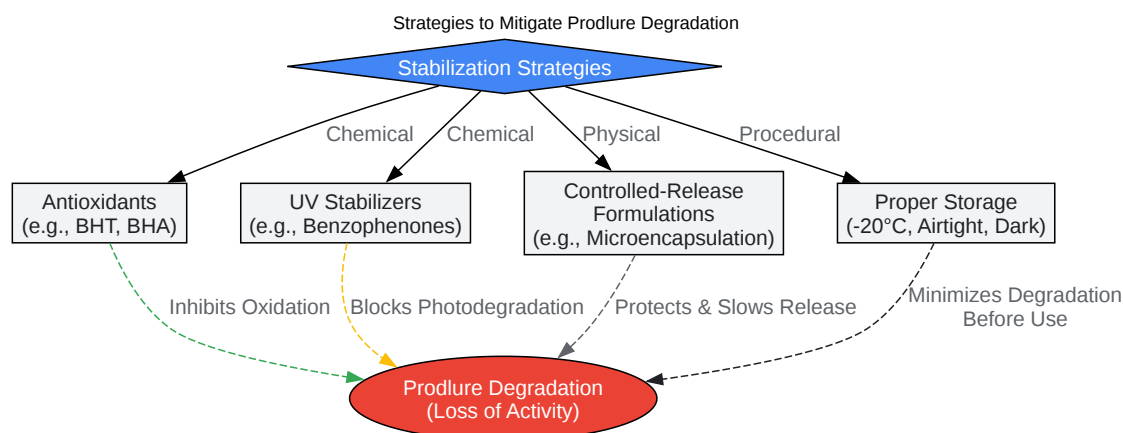 Strategies to Mitigate Prodlure Degradation
Stabilization Strategies
Chemical
Chemical
Physical
Procedural
Antioxidants
(e.g., BHT, BHA)
UV Stabilizers
(e.g., Benzophenones)
Controlled-Release
Formulations
(e.g., Microencapsulation)
Proper Storage
(-20°C, Airtight, Dark)
Inhibits Oxidation
Blocks Photodegradation
Protects & Slows Release
Minimizes Degradation
Before Use
Prodlure Degradation
(Loss of Activity)